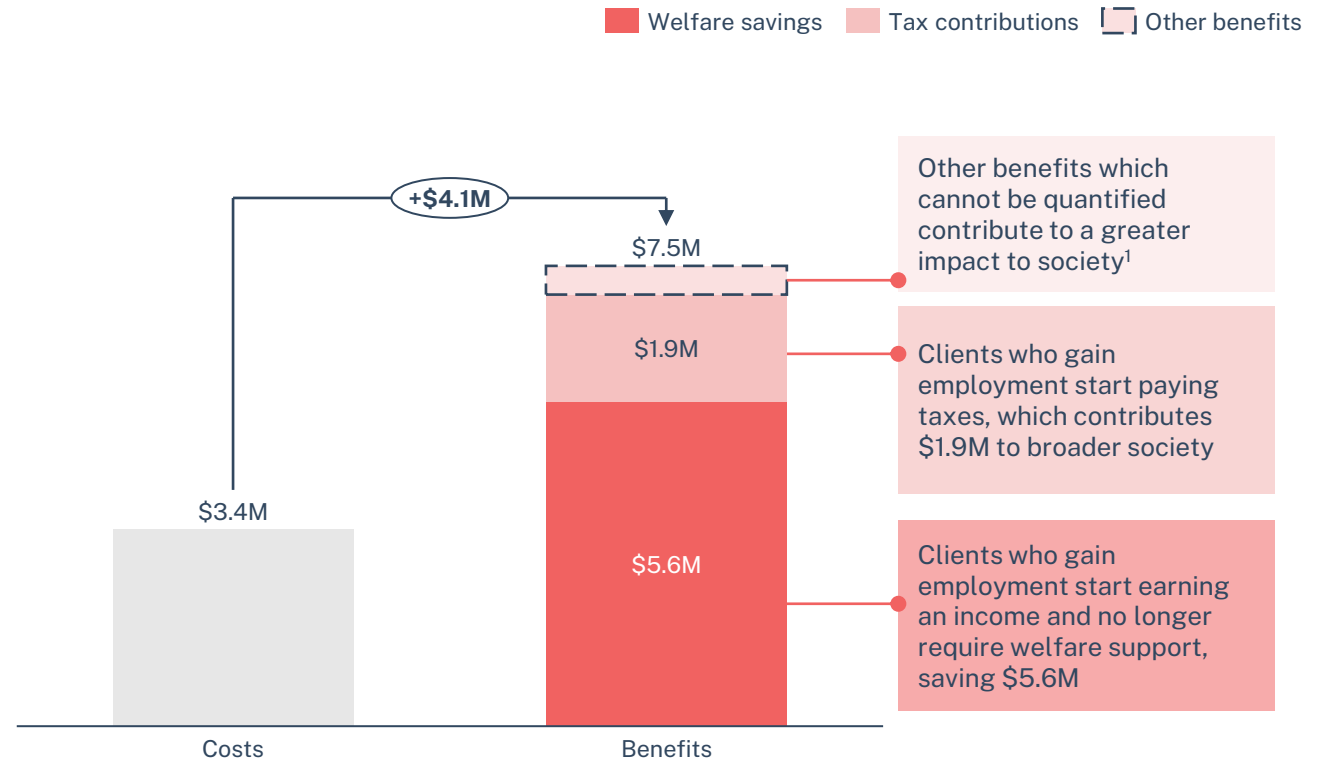 Welfare savings
Tax contributions
Other benefits
Other benefits which
cannot be quantified
contribute to a greater
impact to society¹
+$4.1M
$7.5M
$1.9M
Clients who gain
employment start paying
taxes, which contributes
$1.9M to broader society
$3.4M
$5.6M
Clients who gain
employment start earning
an income and no longer
require welfare support,
saving $5.6M
Costs
Benefits